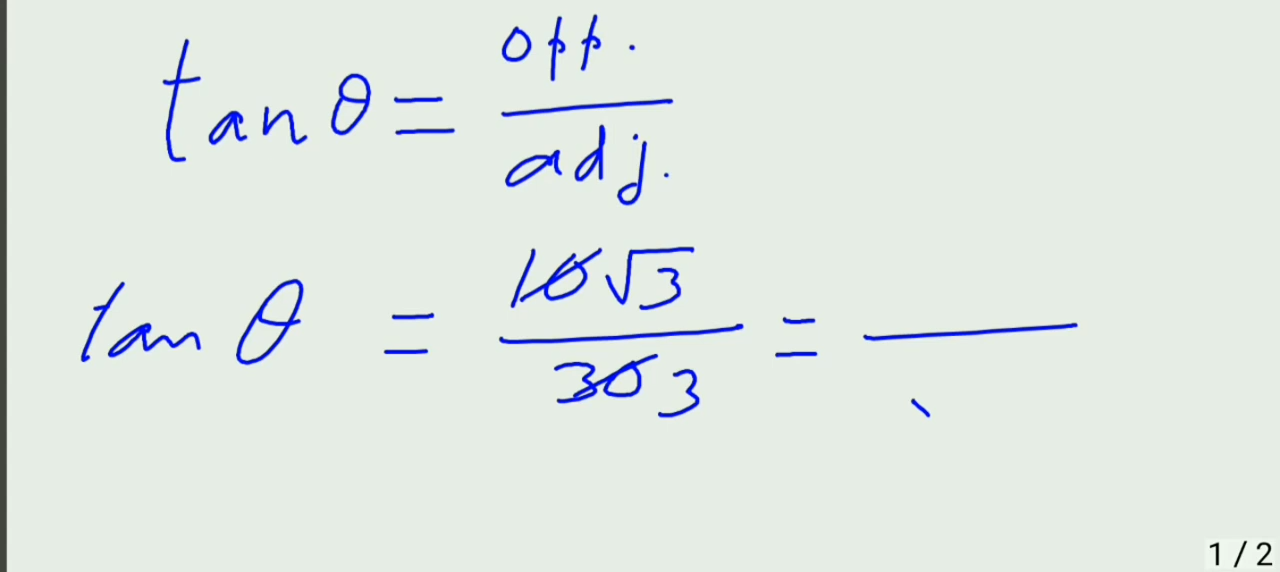 tan θ = opp. / adj.
tan θ = 10√3 / 30 3 =
1 / 2